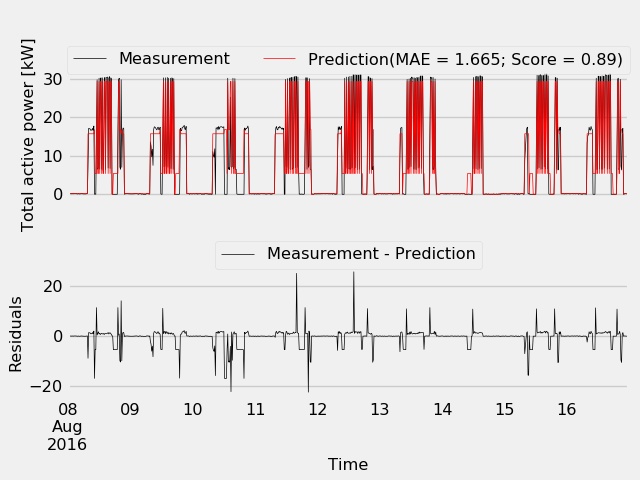 Measurement
Prediction(MAE = 1.665; Score = 0.89)
Total active power [kW]
30
20
10
0
Measurement - Prediction
Residuals
20
0
−20
08 09 10 11 12 13 14 15 16
Aug
2016
Time